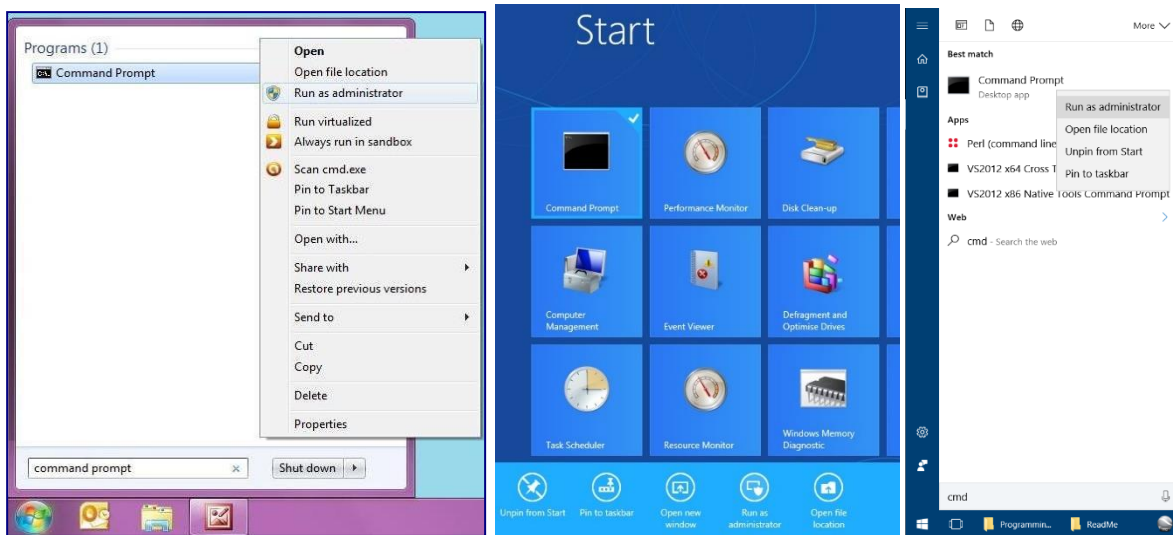 Programs (1)
Command Prompt
Open
Open file location
Run as administrator
Run virtualized
Always run in sandbox
Scan cmd.exe
Pin to Taskbar
Pin to Start Menu
Open with...
Share with
Restore previous versions
Send to
Cut
Copy
Delete
Properties
command prompt
Shut down
Start
Command Prompt
Performance Monitor
Disk Clean-up
Computer
Management
Event Viewer
Defragment and
Optimise Drives
Task Scheduler
Resource Monitor
Windows Memory
Diagnostic
Unpin from Start
Pin to taskbar
Open new
window
Run as
administrator
Open file
location
More
Best match
Command Prompt
Desktop app
Run as administrator
Open file location
Unpin from Start
Pin to taskbar
Apps
Perl (command line
VS2012 x64 Cross T
VS2012 x86 Native Tools Command Prompt
Web
cmd - Search the web
cmd
Programmin...
ReadMe